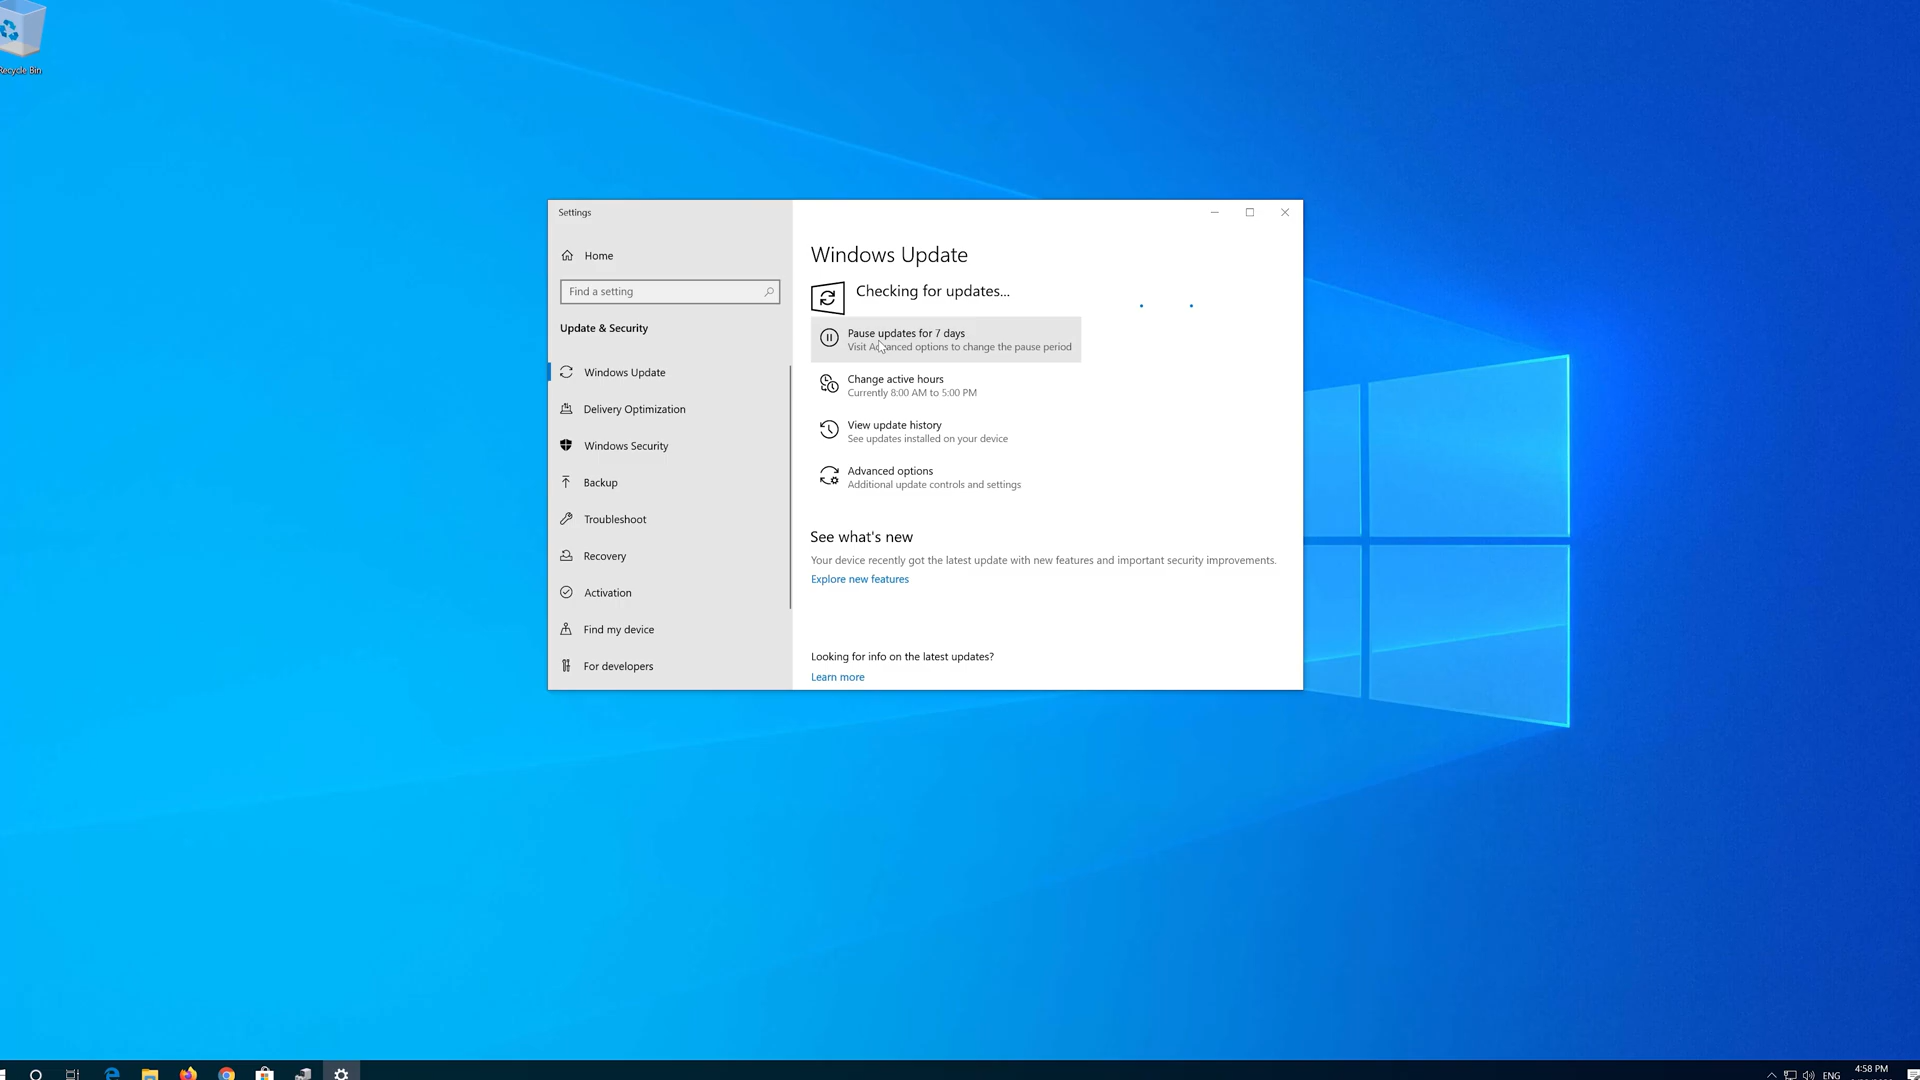 Recycle Bin
Settings
Home
Find a setting
Update & Security
Windows Update
Delivery Optimization
Windows Security
Backup
Troubleshoot
Recovery
Activation
Find my device
For developers
Windows Update
Checking for updates...
Pause updates for 7 days
Visit Advanced options to change the pause period
Change active hours
Currently 8:00 AM to 5:00 PM
View update history
See updates installed on your device
Advanced options
Additional update controls and settings
See what's new
Your device recently got the latest update with new features and important security improvements.
Explore new features
Looking for info on the latest updates?
Learn more
ENG
4:58 PM